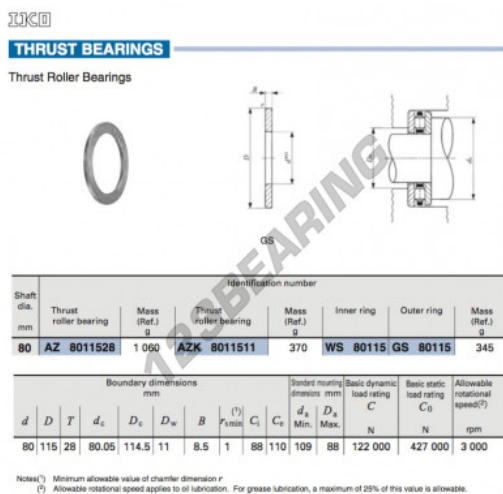 IKO
THRUST BEARINGS
Thrust Roller Bearings
GS
123BEARING
Identification number
Shaft dia. mm
Thrust roller bearing
Mass (Ref.) g
Thrust roller bearing
Mass (Ref.) g
Inner ring
Outer ring
Mass (Ref.) g
80 AZ 8011528 1 060 AZK 8011511 370 WS 80115 GS 80115 345
Boundary dimensions mm
Standard mounting dimensions mm
Basic dynamic load rating C N
Basic static load rating C0 N
Allowable rotational speed(2) rpm
d D T dc Dc Dw B (1) rsmin Ci Ce da Min. Da Max.
80 115 28 80.05 114.5 11 8.5 1 88 110 109 88 122 000 427 000 3 000
Notes(1) Minimum allowable value of chamfer dimension r
(2) Allowable rotational speed applies to oil lubrication. For grease lubrication, a maximum of 25% of this value is allowable.